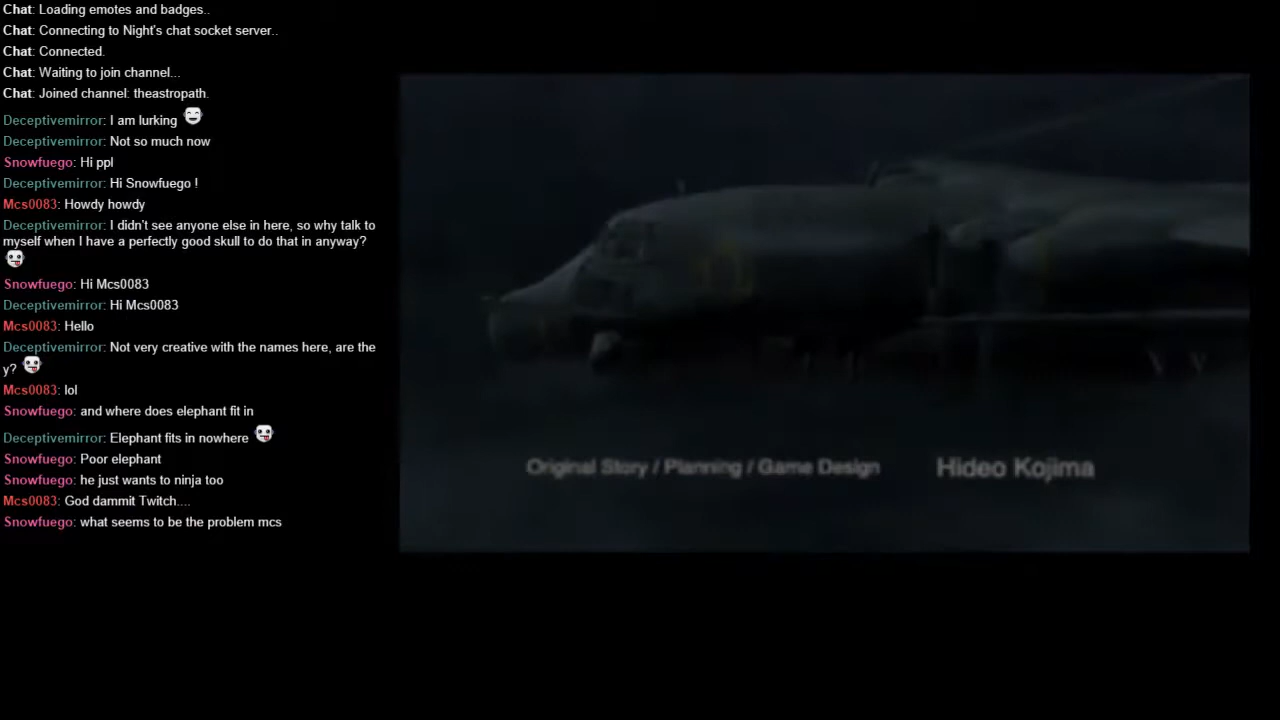 Chat: Loading emotes and badges..
Chat: Connecting to Night's chat socket server..
Chat: Connected.
Chat: Waiting to join channel...
Chat: Joined channel: theastropath.
Deceptivemirror: I am lurking
Deceptivemirror: Not so much now
Snowfuego: Hi ppl
Deceptivemirror: Hi Snowfuego !
Mcs0083: Howdy howdy
Deceptivemirror: I didn't see anyone else in here, so why talk to
myself when I have a perfectly good skull to do that in anyway?
Snowfuego: Hi Mcs0083
Deceptivemirror: Hi Mcs0083
Mcs0083: Hello
Deceptivemirror: Not very creative with the names here, are the
y?
Mcs0083: lol
Snowfuego: and where does elephant fit in
Deceptivemirror: Elephant fits in nowhere
Snowfuego: Poor elephant
Snowfuego: he just wants to ninja too
Mcs0083: God dammit Twitch....
Snowfuego: what seems to be the problem mcs
Original Story / Planning / Game Design Hideo Kojima